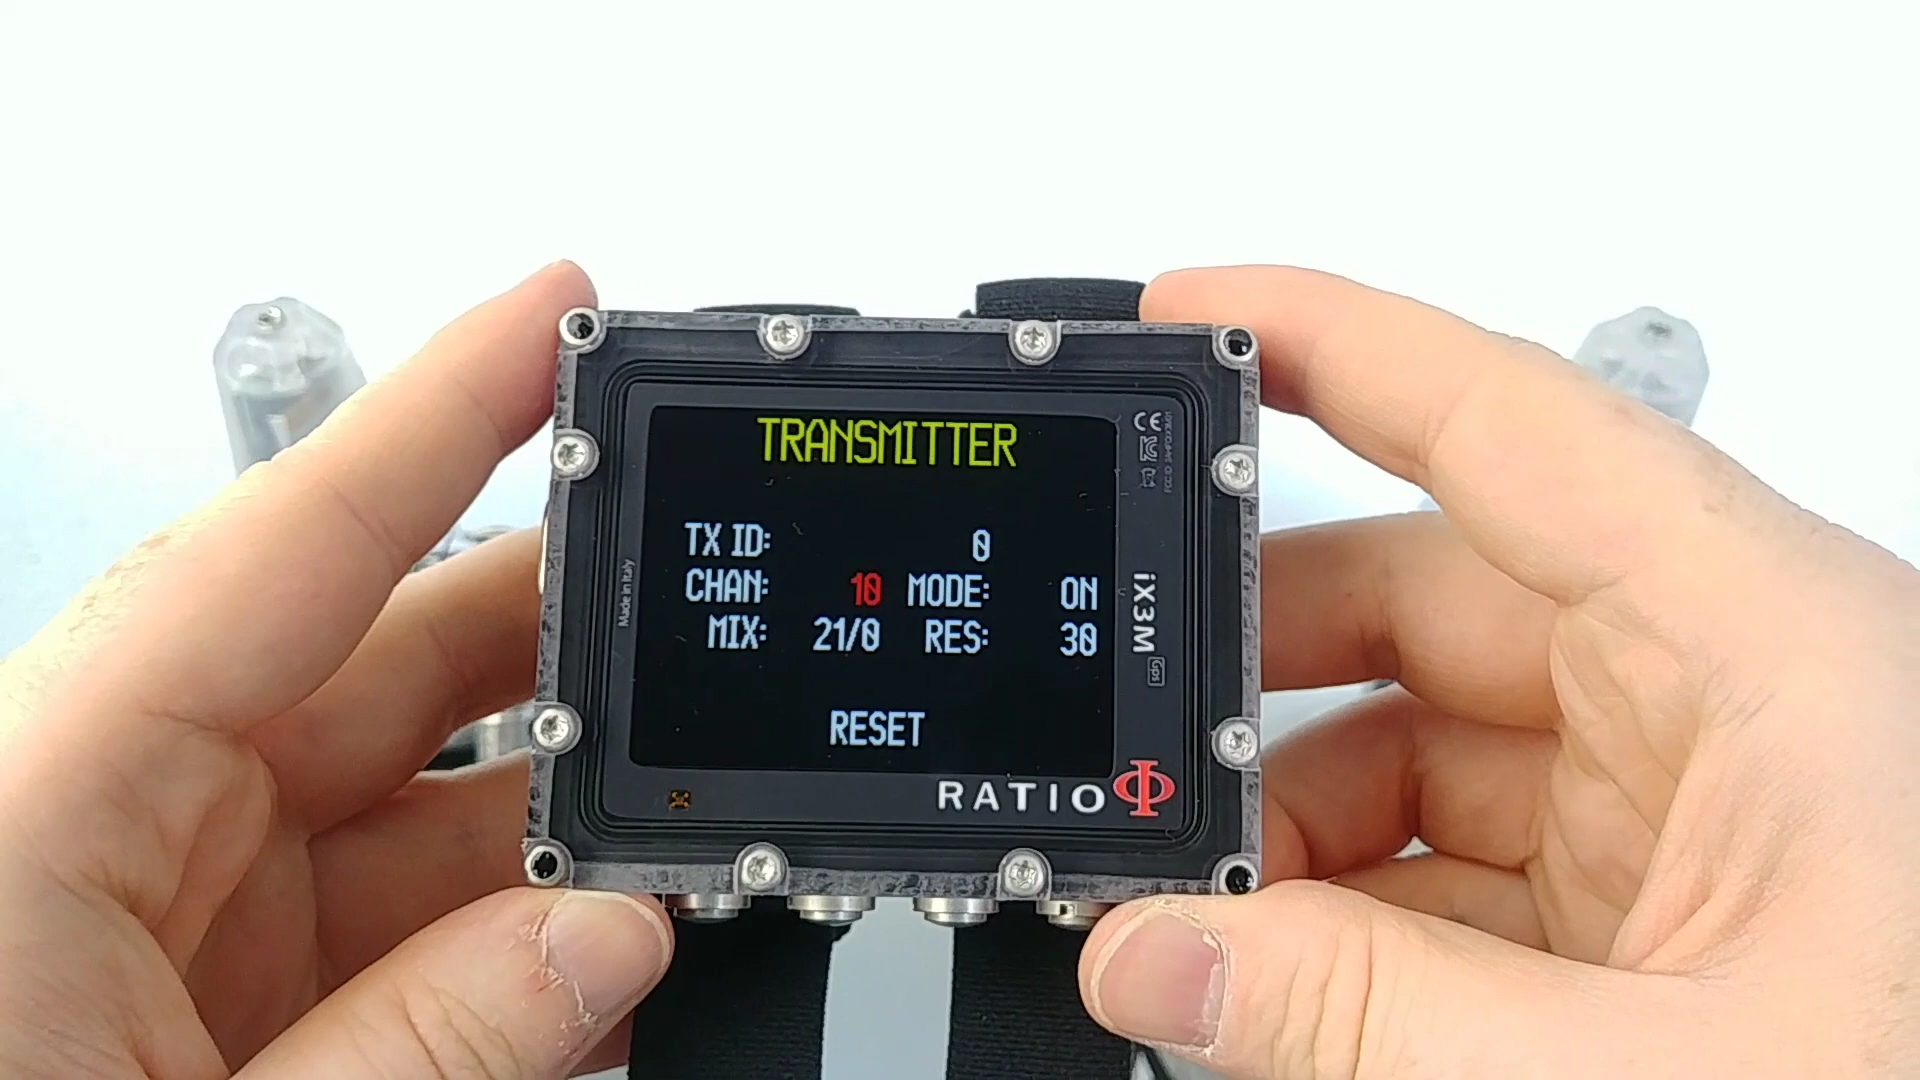 TRANSMITTER
TX ID: 0
CHAN: 10 MODE: ON
MIX: 21/0 RES: 30
RESET
RATIO
iX3M
Gps
Made in Italy
CE